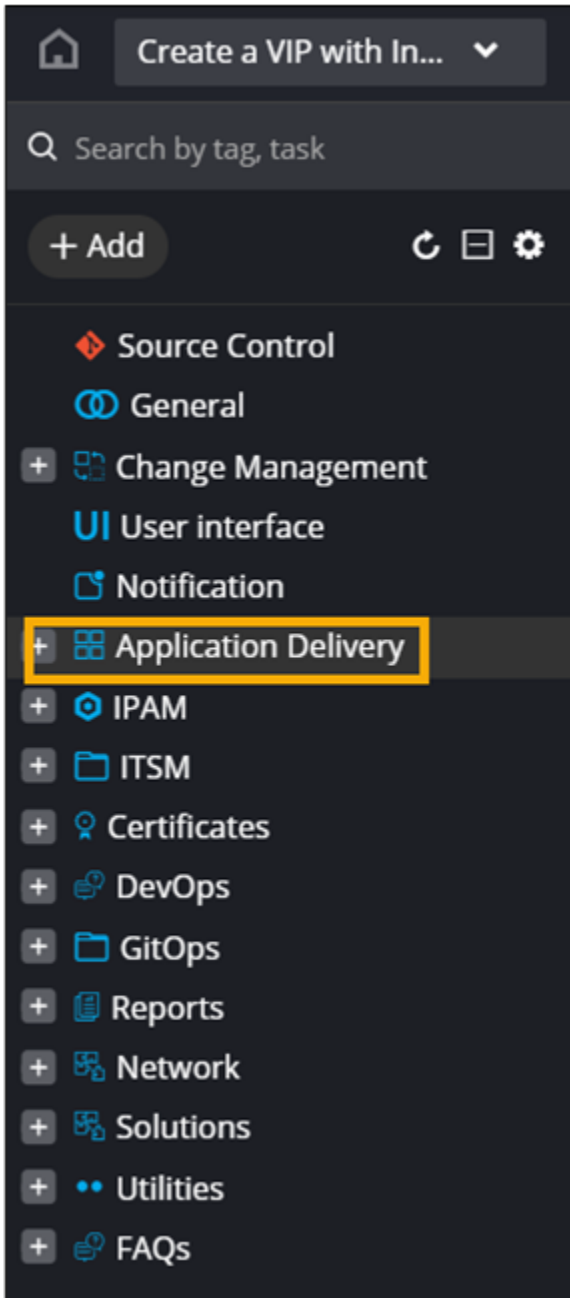 Create a VIP with In...
Search by tag, task
+ Add
Source Control
General
Change Management
UI User interface
Notification
Application Delivery
IPAM
ITSM
Certificates
DevOps
GitOps
Reports
Network
Solutions
Utilities
FAQs